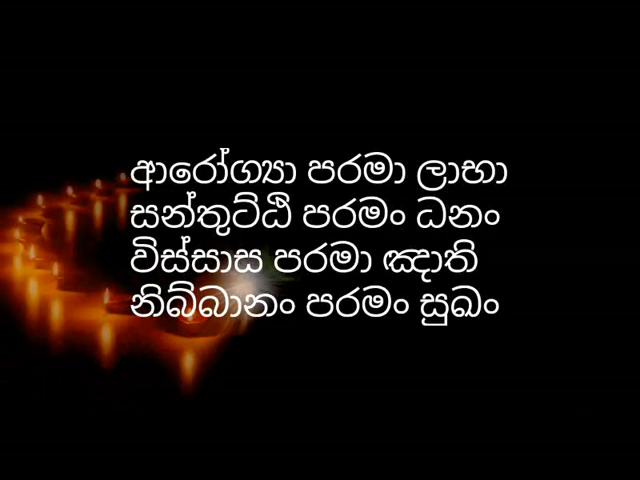 ආරෝග්‍යා පරමා ලාභා
සන්තුට්ඨි පරමං ධනං
විස්සාස පරමා ඤාති
නිබ්බානං පරමං සුඛං